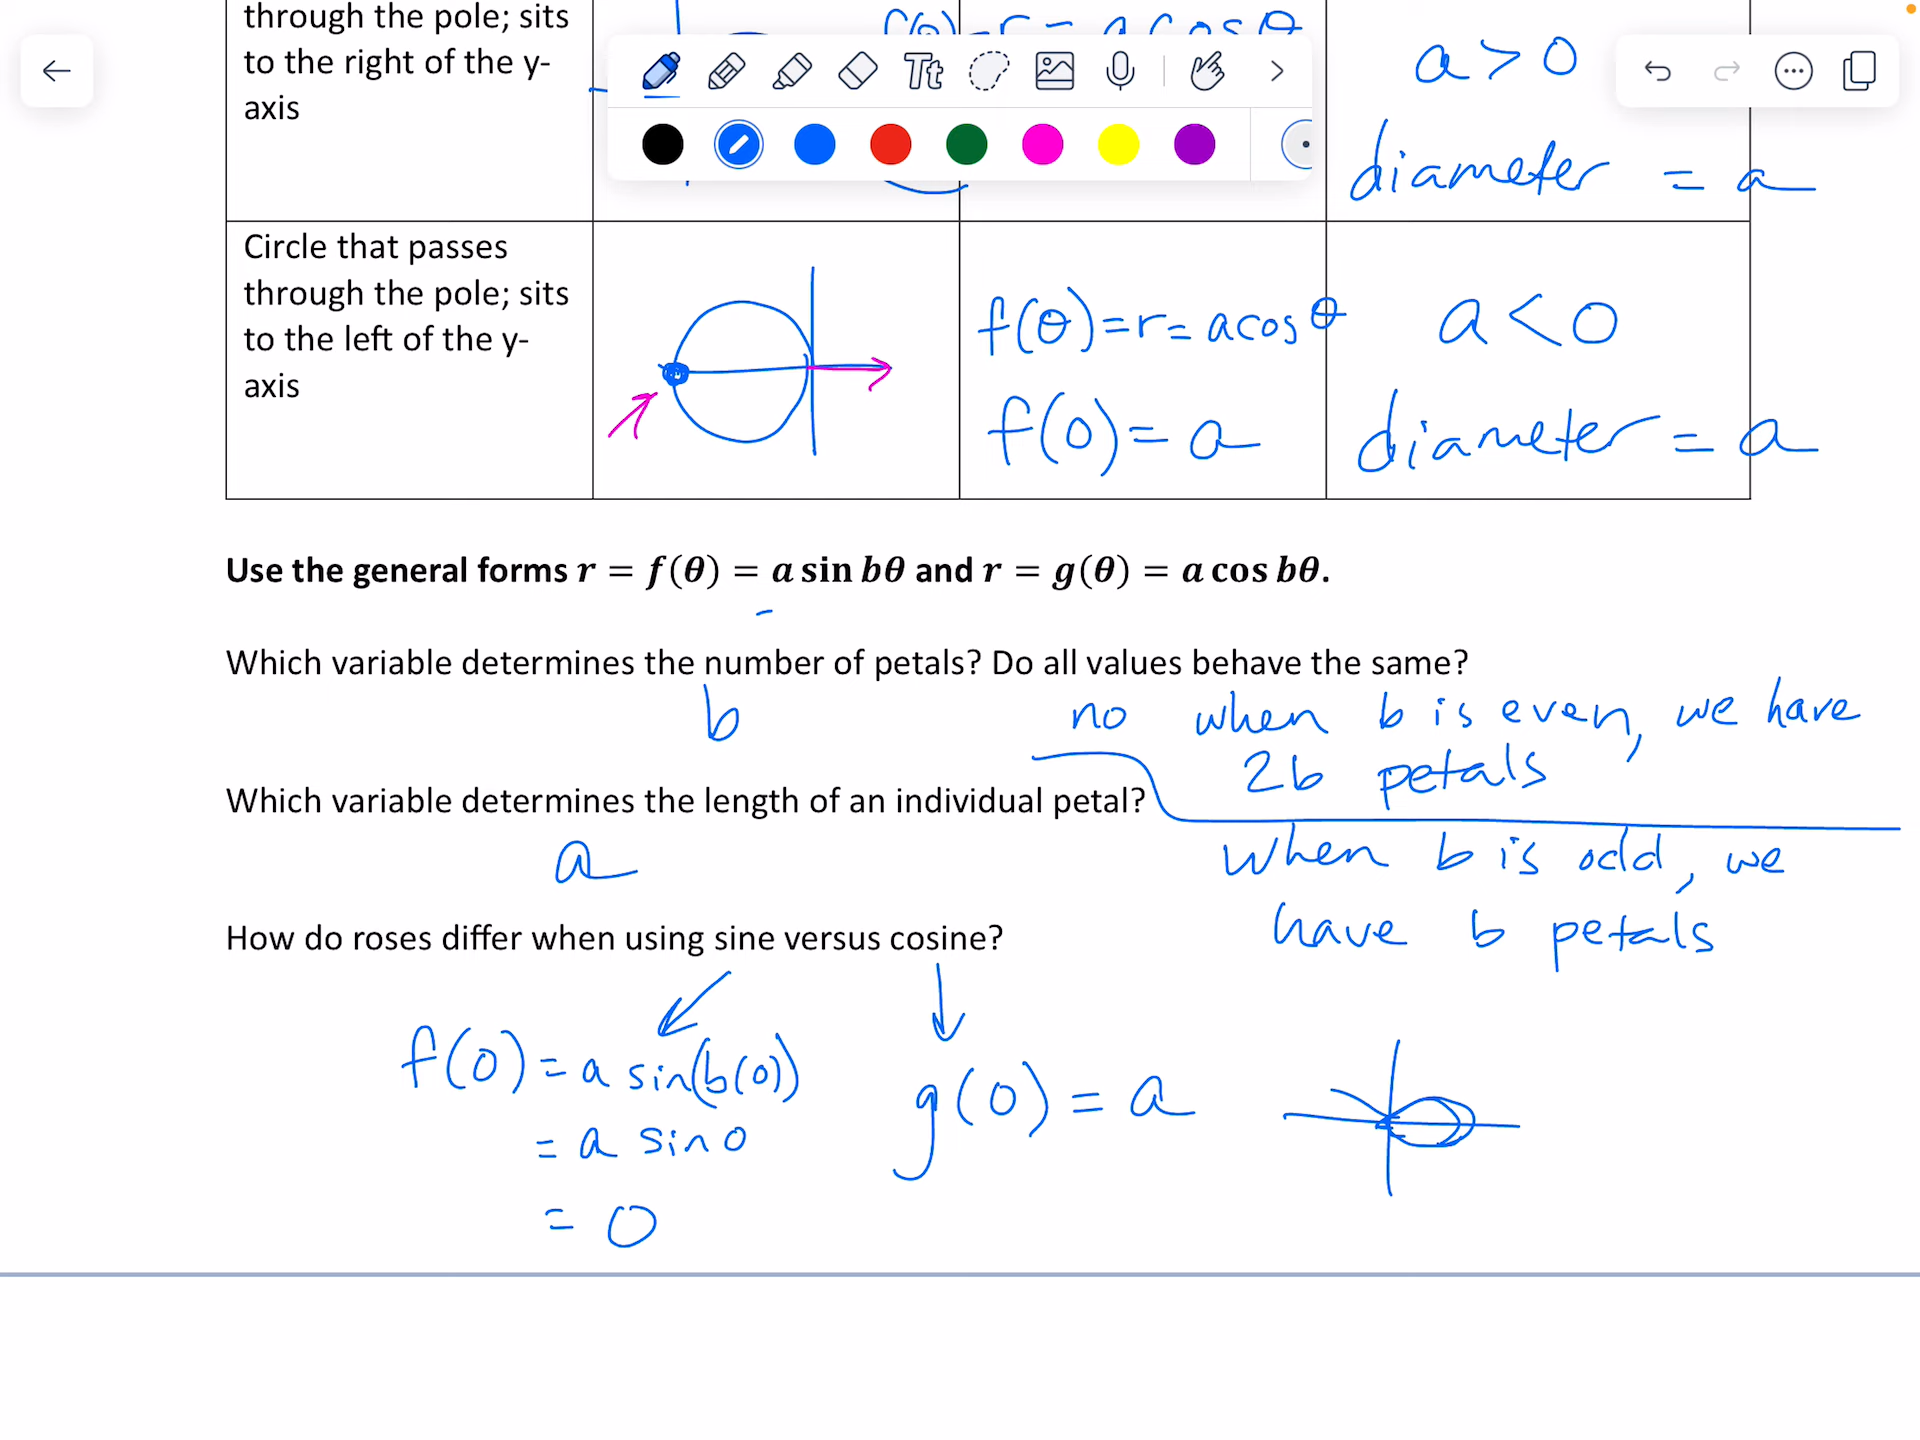 through the pole; sits
to the right of the y-
axis
a > 0
diameter = a
Tt
Circle that passes
through the pole; sits
to the left of the y-
axis
f(θ)=r= acosθ
f(0)= a
a < 0
diameter = a
Use the general forms r = f(θ) = a sin bθ and r = g(θ) = a cos bθ.
Which variable determines the number of petals? Do all values behave the same?
b
no when b is even, we have
2b petals
Which variable determines the length of an individual petal?
a
when b is odd, we
have b petals
How do roses differ when using sine versus cosine?
f(0) = a sin(b(0))
= a sin0
= 0
g(0) = a